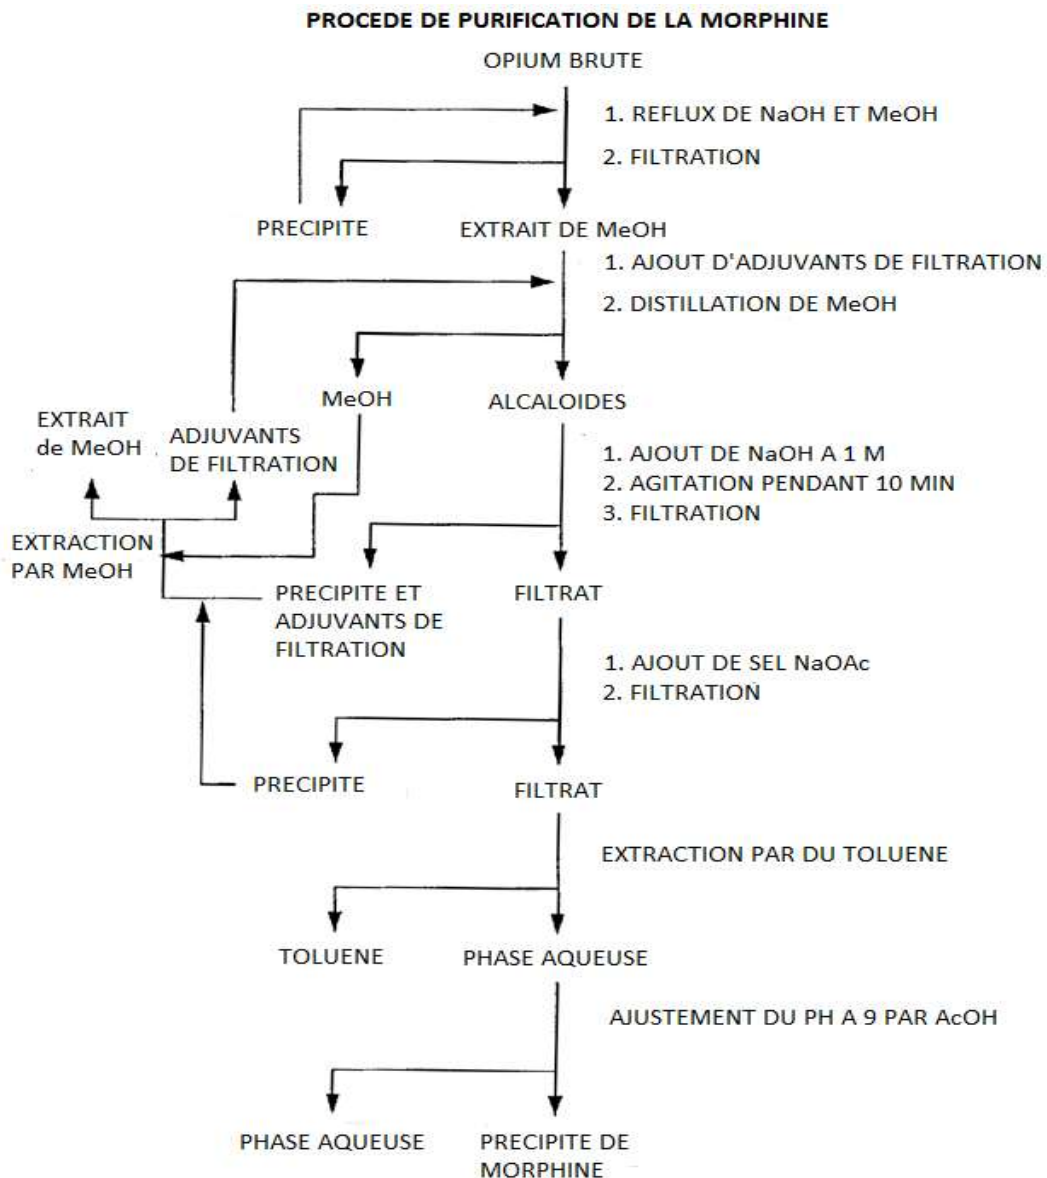 PROCEDE DE PURIFICATION DE LA MORPHINE
OPIUM BRUTE
1. REFLUX DE NaOH ET MeOH
2. FILTRATION
PRECIPITE
EXTRAIT DE MeOH
1. AJOUT D'ADJUVANTS DE FILTRATION
2. DISTILLATION DE MeOH
MeOH
ALCALOIDES
EXTRAIT
de MeOH
ADJUVANTS
DE FILTRATION
1. AJOUT DE NaOH A 1 M
2. AGITATION PENDANT 10 MIN
3. FILTRATION
EXTRACTION
PAR MeOH
PRECIPITE ET
ADJUVANTS DE
FILTRATION
FILTRAT
1. AJOUT DE SEL NaOAc
2. FILTRATION
PRECIPITE
FILTRAT
EXTRACTION PAR DU TOLUENE
TOLUENE
PHASE AQUEUSE
AJUSTEMENT DU PH A 9 PAR AcOH
PHASE AQUEUSE
PRECIPITE DE
MORPHINE